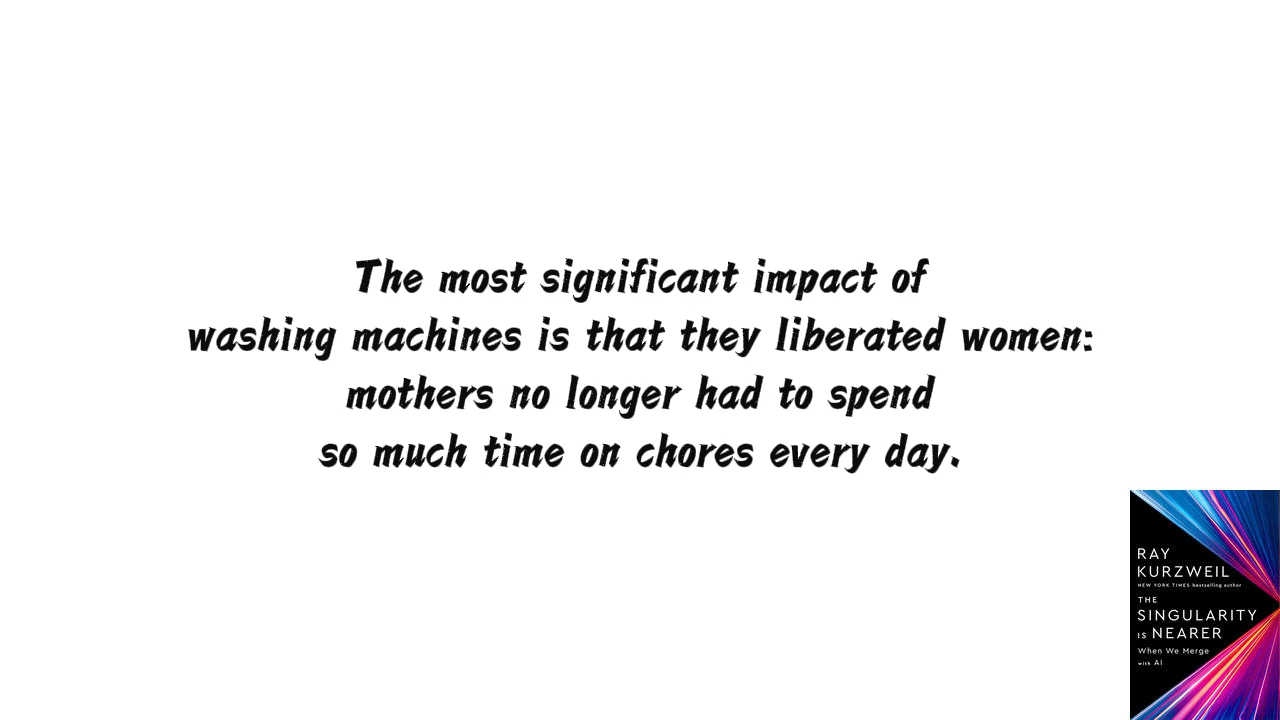 The most significant impact of
washing machines is that they liberated women:
mothers no longer had to spend
so much time on chores every day.
RAY
KURZWEIL
NEW YORK TIMES bestselling author
THE
SINGULARITY
IS NEARER
When We Merge
with AI